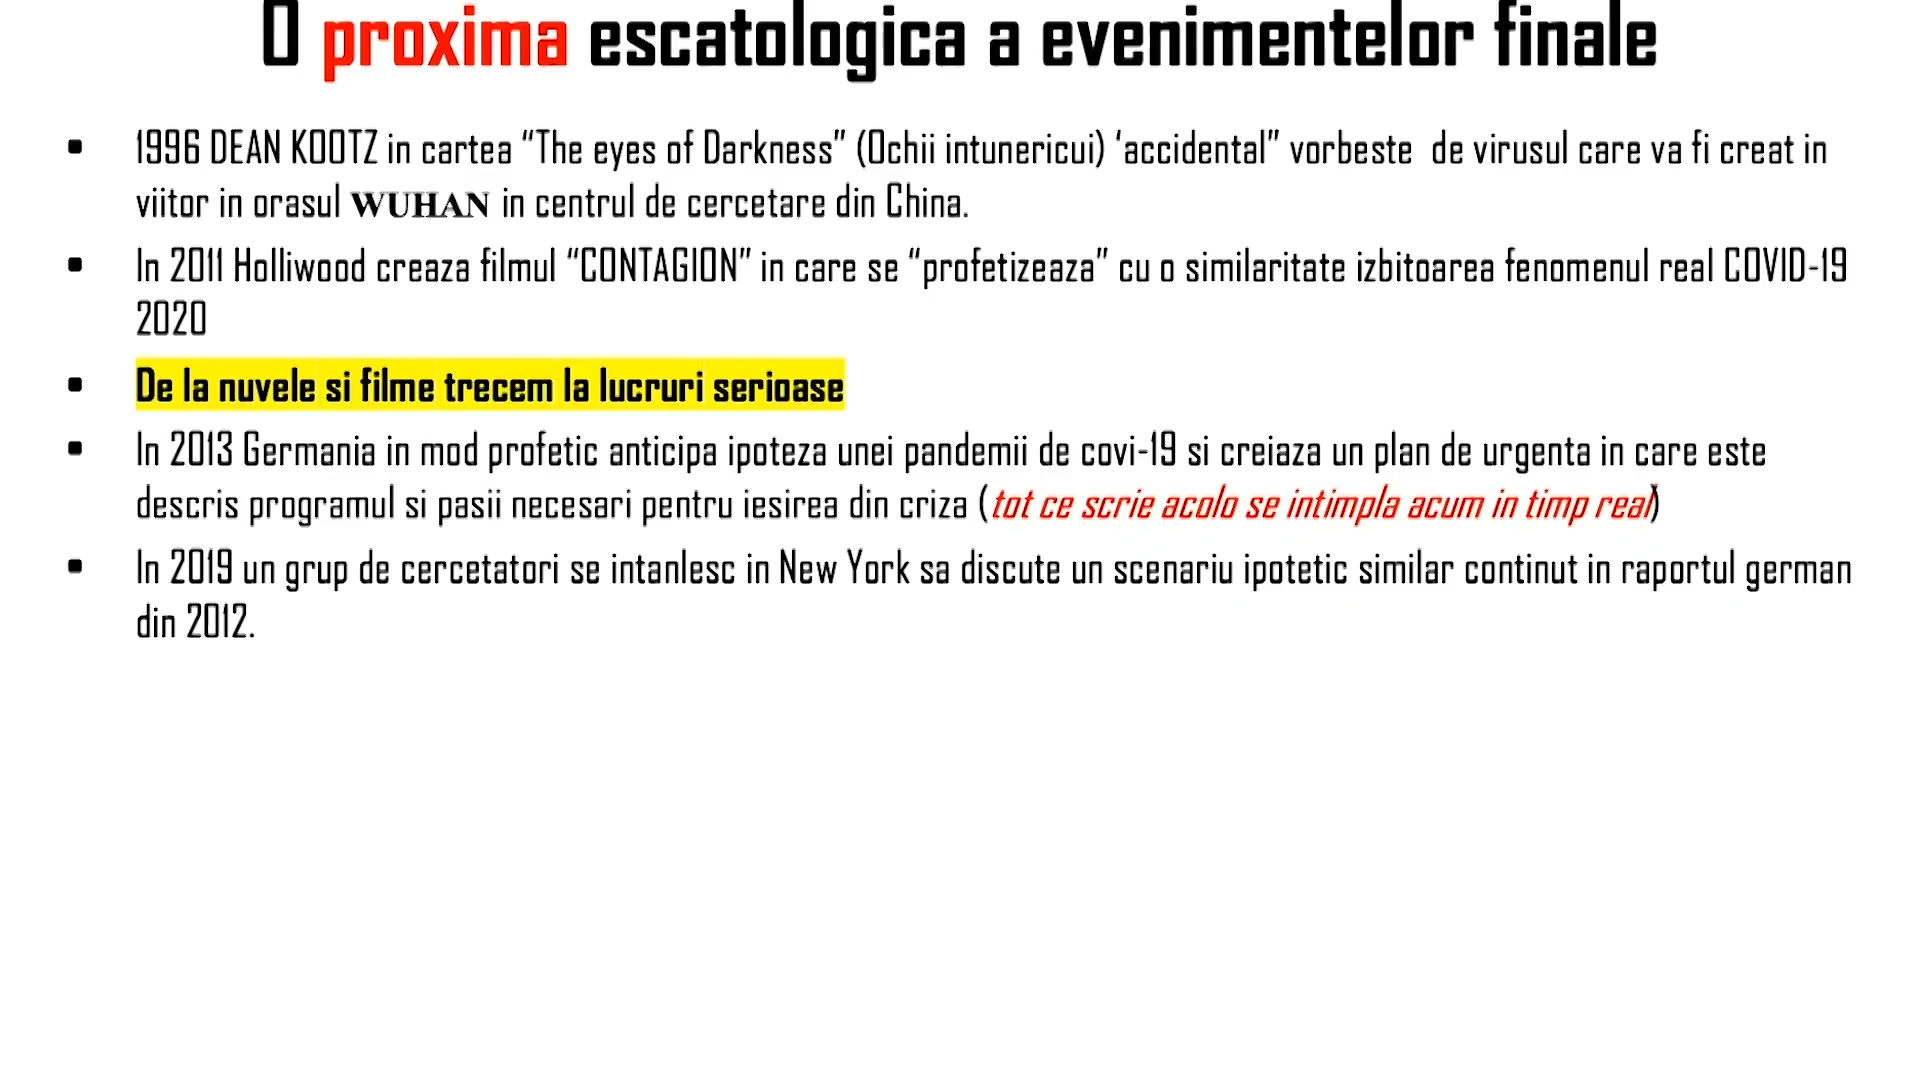 O proxima escatologica a evenimentelor finale
▪ 1996 DEAN KOOTZ in cartea “The eyes of Darkness” (Ochii intunericui) ‘accidental” vorbeste de virusul care va fi creat in
viitor in orasul WUHAN in centrul de cercetare din China.
▪ In 2011 Holliwood creaza filmul “CONTAGION” in care se “profetizeaza” cu o similaritate izbitoarea fenomenul real COVID-19
2020
▪ De la nuvele si filme trecem la lucruri serioase
▪ In 2013 Germania in mod profetic anticipa ipoteza unei pandemii de covi-19 si creiaza un plan de urgenta in care este
descris programul si pasii necesari pentru iesirea din criza (tot ce scrie acolo se intimpla acum in timp real)
▪ In 2019 un grup de cercetatori se intanlesc in New York sa discute un scenariu ipotetic similar continut in raportul german
din 2012.